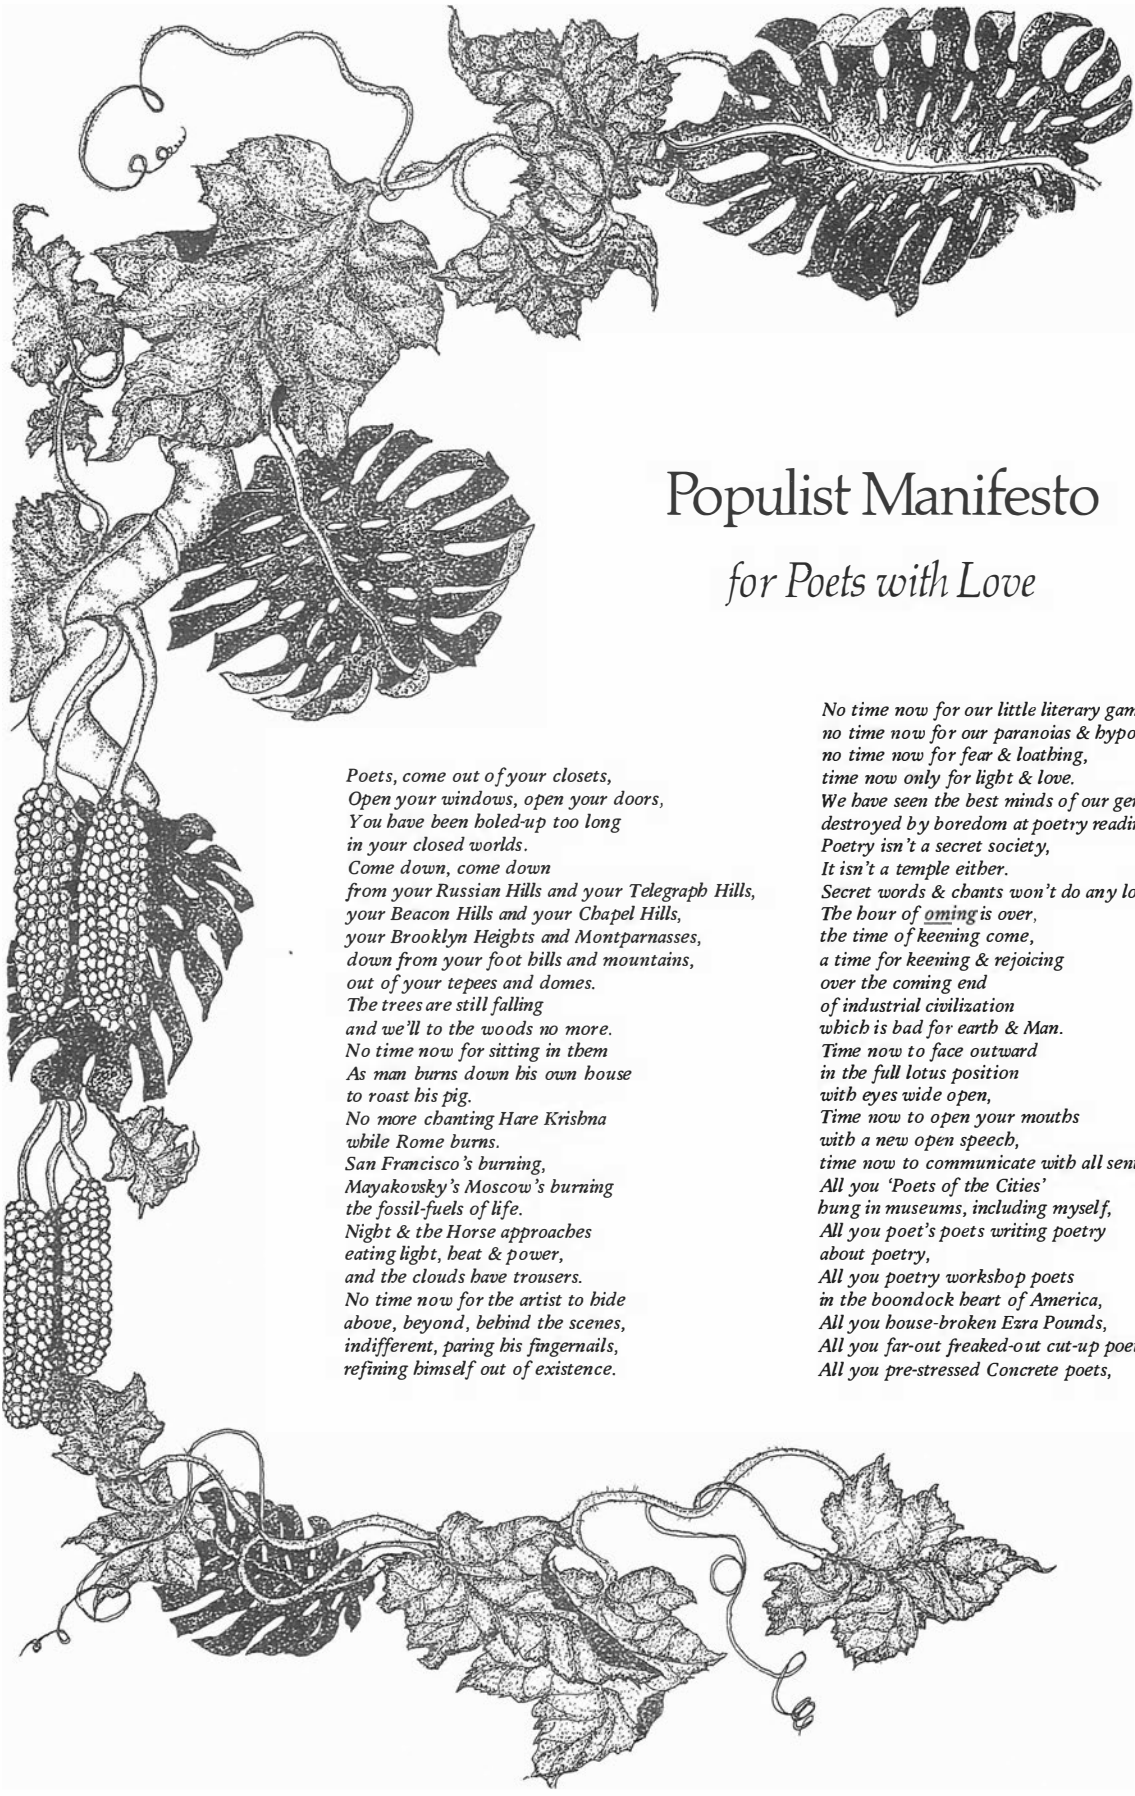 Populist Manifesto
for Poets with Love
Poets, come out of your closets,
Open your windows, open your doors,
You have been holed-up too long
in your closed worlds.
Come down, come down
from your Russian Hills and your Telegraph Hills,
your Beacon Hills and your Chapel Hills,
your Brooklyn Heights and Montparnasses,
down from your foot hills and mountains,
out of your tepees and domes.
The trees are still falling
and we'll to the woods no more.
No time now for sitting in them
As man burns down his own house
to roast his pig.
No more chanting Hare Krishna
while Rome burns.
San Francisco's burning,
Mayakovsky's Moscow's burning
the fossil-fuels of life.
Night & the Horse approaches
eating light, heat & power,
and the clouds have trousers.
No time now for the artist to hide
above, beyond, behind the scenes,
indifferent, paring his fingernails,
refining himself out of existence.
No time now for our little literary gam
no time now for our paranoias & hypo
no time now for fear & loathing,
time now only for light & love.
We have seen the best minds of our ge
destroyed by boredom at poetry readi
Poetry isn't a secret society,
It isn't a temple either.
Secret words & chants won't do any lo
The hour of oming is over,
the time of keening come,
a time for keening & rejoicing
over the coming end
of industrial civilization
which is bad for earth & Man.
Time now to face outward
in the full lotus position
with eyes wide open,
Time now to open your mouths
with a new open speech,
time now to communicate with all sen
All you 'Poets of the Cities'
hung in museums, including myself,
All you poet's poets writing poetry
about poetry,
All you poetry workshop poets
in the boondock heart of America,
All you house-broken Ezra Pounds,
All you far-out freaked-out cut-up poe
All you pre-stressed Concrete poets,